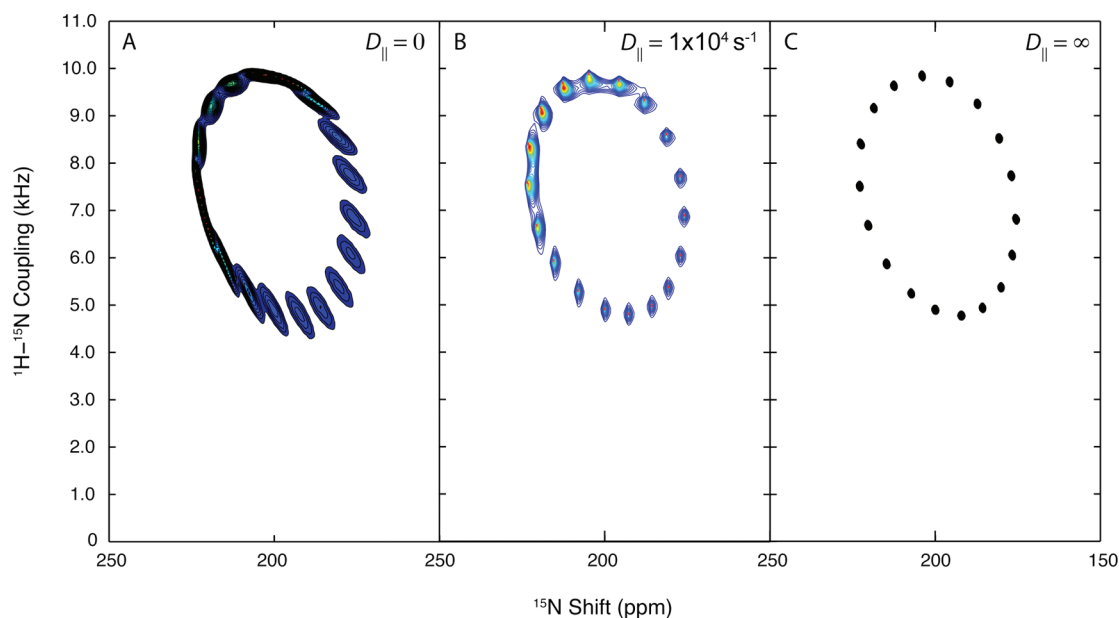 A
D∥ = 0
B
D∥ = 1x10⁴ s⁻¹
C
D∥ = ∞
11.0
10.0
9.0
8.0
7.0
6.0
5.0
4.0
3.0
2.0
1.0
0
¹H–¹⁵N Coupling (kHz)
250 200 250 200 250 200 150
¹⁵N Shift (ppm)